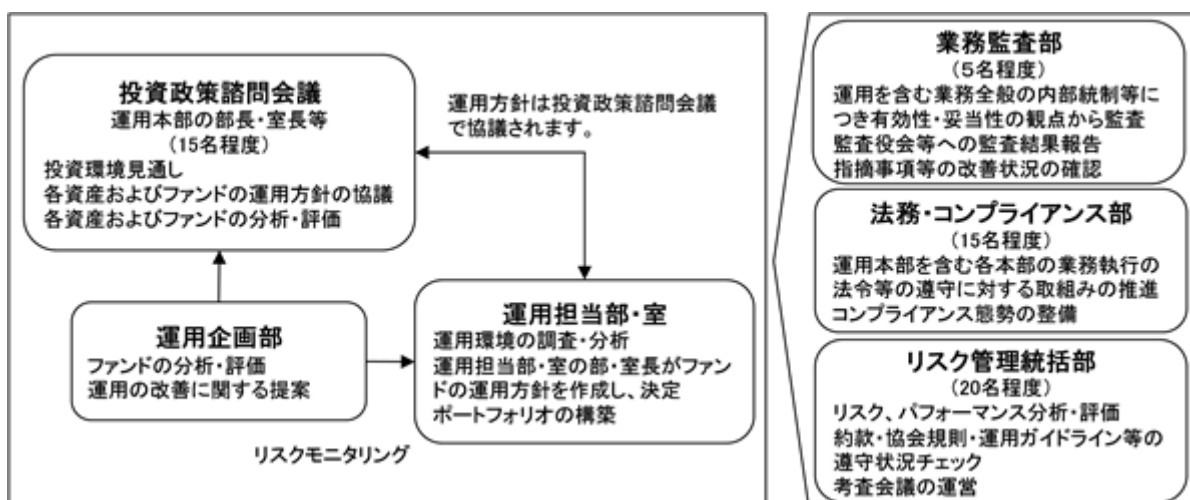 投資政策諮問会議
運用本部の部長・室長等
(15名程度)
投資環境見通し
各資産およびファンドの運用方針の協議
各資産およびファンドの分析・評価
運用方針は投資政策諮問会議
で協議されます。
運用企画部
ファンドの分析・評価
運用の改善に関する提案
運用担当部・室
運用環境の調査・分析
運用担当部・室の部・室長がファン
ドの運用方針を作成し、決定
ポートフォリオの構築
リスクモニタリング
業務監査部
(5名程度)
運用を含む業務全般の内部統制等に
つき有効性・妥当性の観点から監査
監査役会等への監査結果報告
指摘事項等の改善状況の確認
法務・コンプライアンス部
(15名程度)
運用本部を含む各本部の業務執行の
法令等の遵守に対する取組みの推進
コンプライアンス態勢の整備
リスク管理統括部
(20名程度)
リスク、パフォーマンス分析・評価
約款・協会規則・運用ガイドライン等の
遵守状況チェック
考査会議の運営